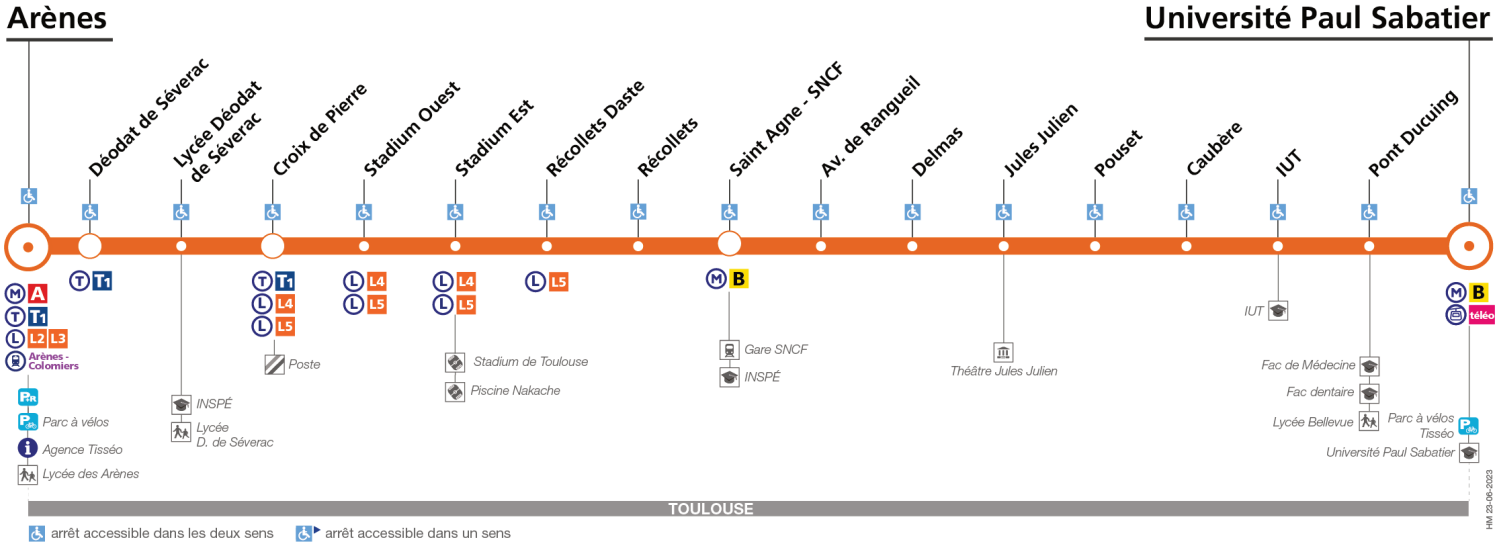 Arènes
Université Paul Sabatier
Déodat de Séverac
Lycée Déodat
de Séverac
Croix de Pierre
Stadium Ouest
Stadium Est
Récollets Daste
Récollets
Saint Agne - SNCF
Av. de Rangueil
Delmas
Jules Julien
Pouset
Caubère
IUT
Pont Ducuing
M A
T T1
L L2 L3
Arènes -
Colomiers
PR
P
Parc à vélos
i
Agence Tisséo
Lycée des Arènes
T T1
INSPÉ
Lycée
D. de Séverac
T T1
L L4
L L5
Poste
L L4
L L5
L L4
L L5
Stadium de Toulouse
Piscine Nakache
L L5
M B
Gare SNCF
INSPÉ
Théâtre Jules Julien
IUT
Fac de Médecine
Fac dentaire
Lycée Bellevue
M B
téléo
Parc à vélos
Tisséo
P
Université Paul Sabatier
TOULOUSE
arrêt accessible dans les deux sens
arrêt accessible dans un sens
HM 23-06-2023